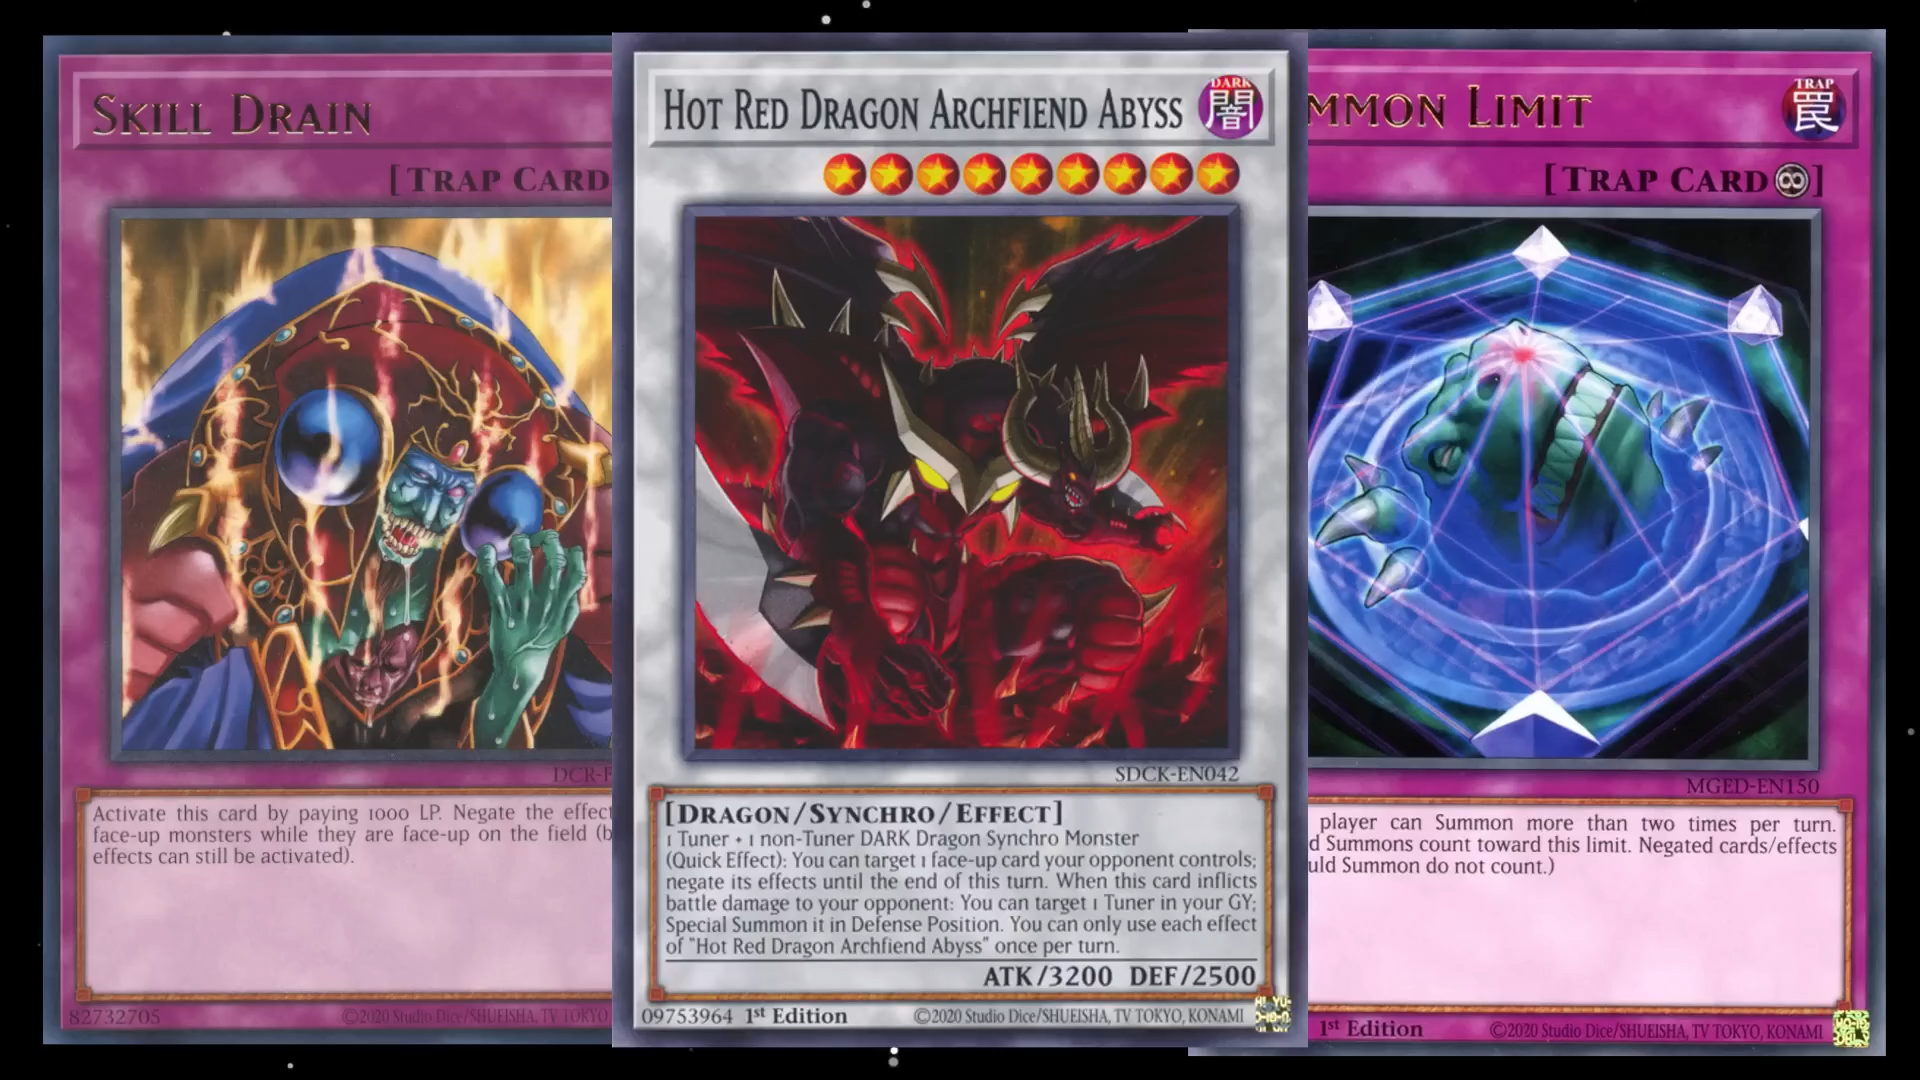 SKILL DRAIN
[TRAP CARD
DCR-
Activate this card by paying 1000 LP. Negate the effect
face-up monsters while they are face-up on the field (b
effects can still be activated).
82732705
©2020 Studio Dice/SHUEISHA, TV TOKYO
HOT RED DRAGON ARCHFIEND ABYSS
DARK
闇
SDCK-EN042
[DRAGON/SYNCHRO/EFFECT]
1 Tuner + 1 non-Tuner DARK Dragon Synchro Monster
(Quick Effect): You can target 1 face-up card your opponent controls;
negate its effects until the end of this turn. When this card inflicts
battle damage to your opponent: You can target 1 Tuner in your GY;
Special Summon it in Defense Position. You can only use each effect
of "Hot Red Dragon Archfiend Abyss" once per turn.
ATK/3200 DEF/2500
09753964 1st Edition ©2020 Studio Dice/SHUEISHA, TV TOKYO, KONAMI
MMON LIMIT
TRAP
罠
[TRAP CARD]
MGED-EN150
player can Summon more than two times per turn.
d Summons count toward this limit. Negated cards/effects
uld Summon do not count.)
1st Edition ©2020 Studio Dice/SHUEISHA, TV TOKYO, KONAMI